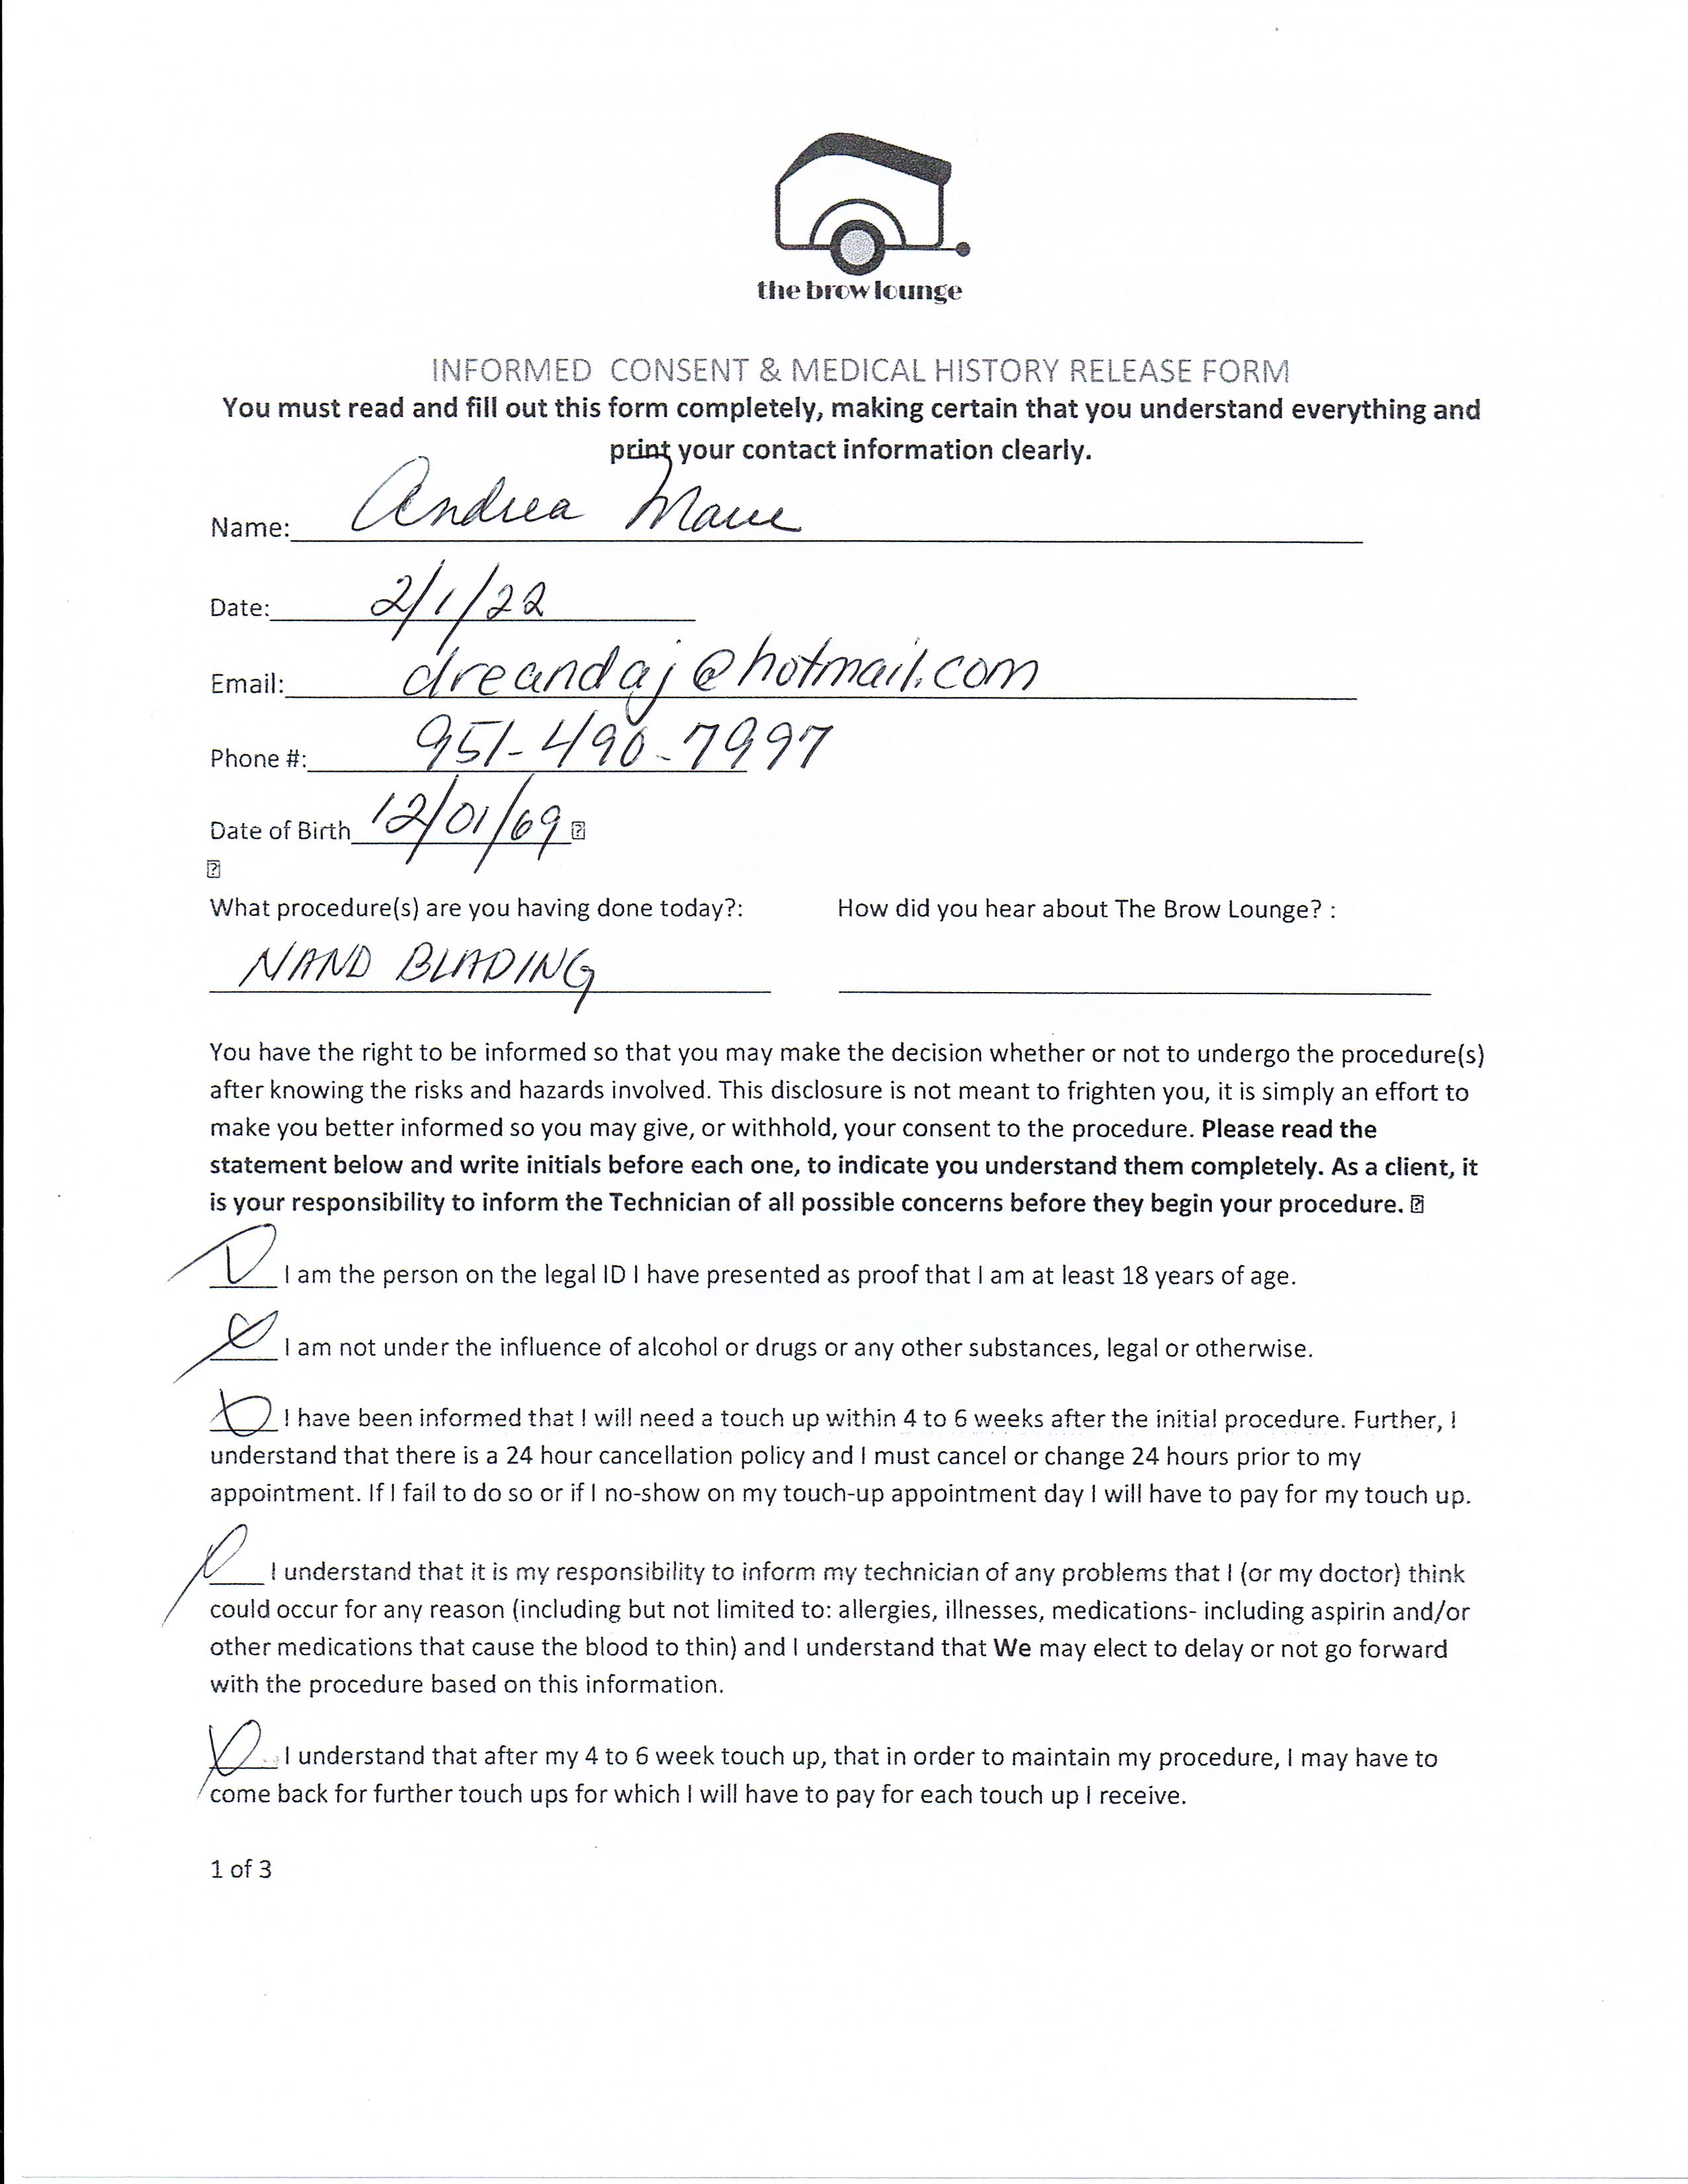 the brow lounge
INFORMED CONSENT & MEDICAL HISTORY RELEASE FORM
You must read and fill out this form completely, making certain that you understand everything and
print your contact information clearly.
Name: Andrea
Date: 2/1/22
Email: dreandaj@hotmail.com
Phone #: 951-490-7997
Date of Birth 12/01/69
What procedure(s) are you having done today?: How did you hear about The Brow Lounge? :
NAND BLADING
You have the right to be informed so that you may make the decision whether or not to undergo the procedure(s)
after knowing the risks and hazards involved. This disclosure is not meant to frighten you, it is simply an effort to
make you better informed so you may give, or withhold, your consent to the procedure. Please read the
statement below and write initials before each one, to indicate you understand them completely. As a client, it
is your responsibility to inform the Technician of all possible concerns before they begin your procedure.
I am the person on the legal ID I have presented as proof that I am at least 18 years of age.
I am not under the influence of alcohol or drugs or any other substances, legal or otherwise.
I have been informed that I will need a touch up within 4 to 6 weeks after the initial procedure. Further, I
understand that there is a 24 hour cancellation policy and I must cancel or change 24 hours prior to my
appointment. If I fail to do so or if I no-show on my touch-up appointment day I will have to pay for my touch up.
I understand that it is my responsibility to inform my technician of any problems that I (or my doctor) think
could occur for any reason (including but not limited to: allergies, illnesses, medications- including aspirin and/or
other medications that cause the blood to thin) and I understand that We may elect to delay or not go forward
with the procedure based on this information.
I understand that after my 4 to 6 week touch up, that in order to maintain my procedure, I may have to
come back for further touch ups for which I will have to pay for each touch up I receive.
1 of 3